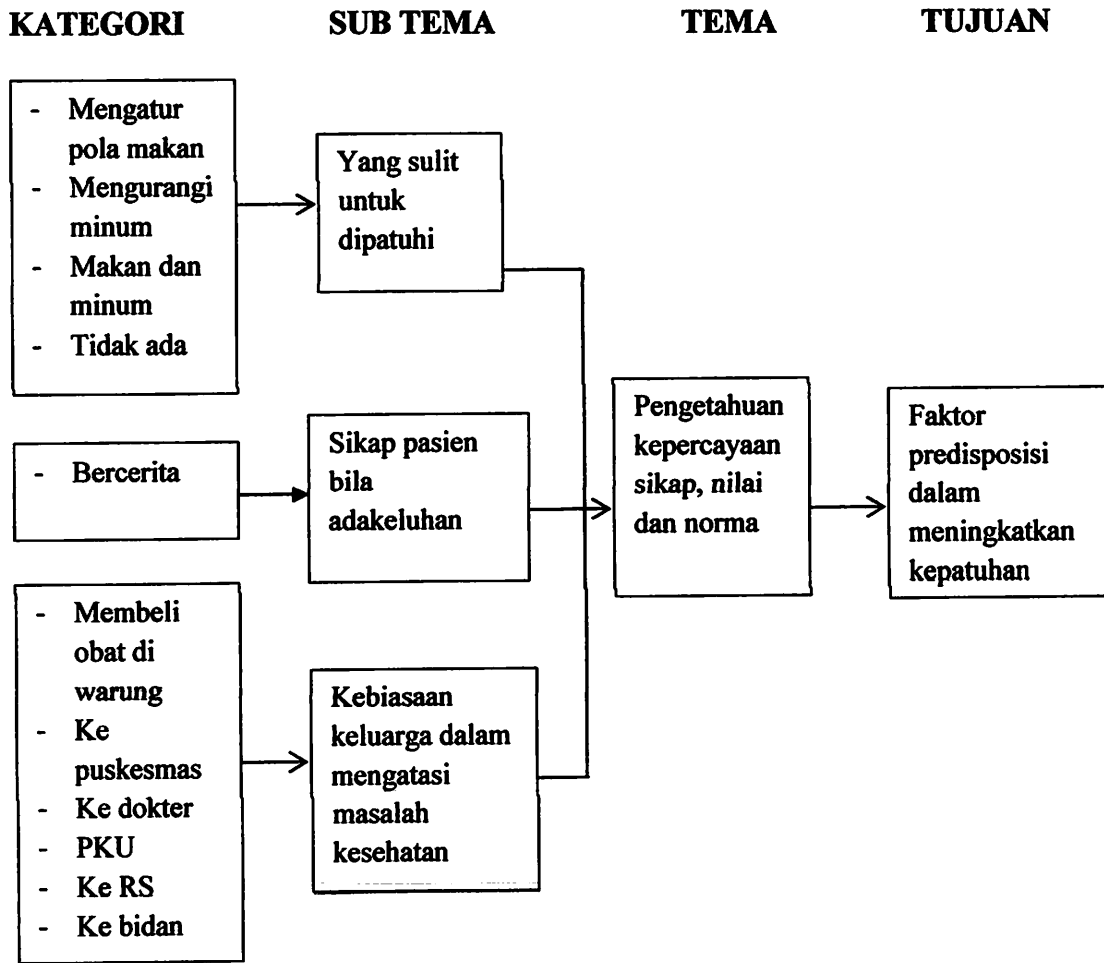 KATEGORI
SUB TEMA
TEMA
TUJUAN
- Mengatur
pola makan
- Mengurangi
minum
- Makan dan
minum
- Tidak ada
Yang sulit
untuk
dipatuhi
- Bercerita
Sikap pasien
bila
adakeluhan
- Membeli
obat di
warung
- Ke
puskesmas
- Ke dokter
- PKU
- Ke RS
- Ke bidan
Kebiasaan
keluarga dalam
mengatasi
masalah
kesehatan
Pengetahuan
kepercayaan
sikap, nilai
dan norma
Faktor
predisposisi
dalam
meningkatkan
kepatuhan